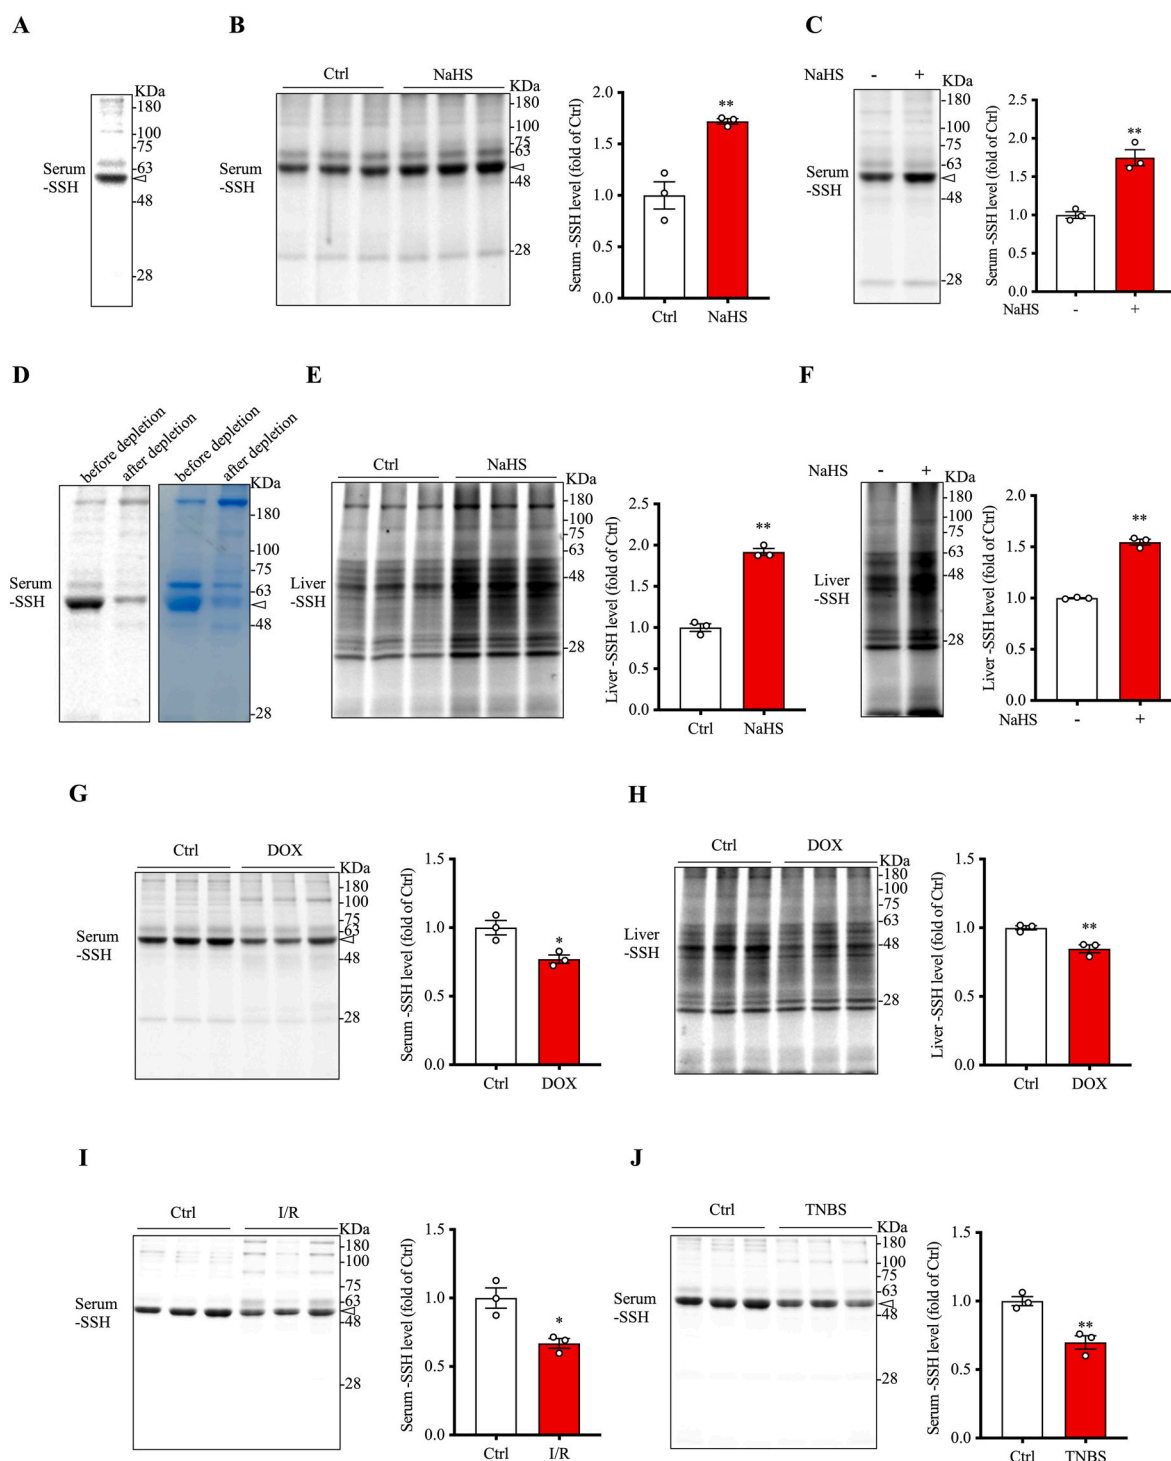 A
KDa
-180
-100
-75
-63
-48
-28
Serum
-SSH
B
Ctrl NaHS
KDa
-180
-100
-75
-63
-48
-28
Serum
-SSH
Serum -SSH level (fold of Ctrl)
2.0
1.5
1.0
0.5
0.0
**
Ctrl NaHS
C
NaHS - +
KDa
-180
-100
-75
-63
-48
-28
Serum
-SSH
Serum -SSH level (fold of Ctrl)
2.5
2.0
1.5
1.0
0.5
0.0
**
NaHS - +
D
before depletion
after depletion
before depletion
after depletion
KDa
-180
-100
-75
-63
-48
-28
Serum
-SSH
E
Ctrl NaHS
KDa
-180
-100
-75
-63
-48
-28
Liver
-SSH
Liver -SSH level (fold of Ctrl)
2.5
2.0
1.5
1.0
0.5
0.0
**
Ctrl NaHS
F
NaHS - +
KDa
-180
-100
-75
-63
-48
-28
Liver
-SSH
Liver -SSH level (fold of Ctrl)
2.0
1.5
1.0
0.5
0.0
**
NaHS - +
G
Ctrl DOX
KDa
-180
-100
-75
-63
-48
-28
Serum
-SSH
Serum -SSH level (fold of Ctrl)
1.5
1.0
0.5
0.0
*
Ctrl DOX
H
Ctrl DOX
KDa
-180
-100
-75
-63
-48
-28
Liver
-SSH
Liver -SSH level (fold of Ctrl)
1.5
1.0
0.5
0.0
**
Ctrl DOX
I
Ctrl I/R
KDa
-180
-100
-75
-63
-48
-28
Serum
-SSH
Serum -SSH level (fold of Ctrl)
1.5
1.0
0.5
0.0
*
Ctrl I/R
J
Ctrl TNBS
KDa
-180
-100
-75
-63
-48
-28
Serum
-SSH
Serum -SSH level (fold of Ctrl)
1.5
1.0
0.5
0.0
**
Ctrl TNBS